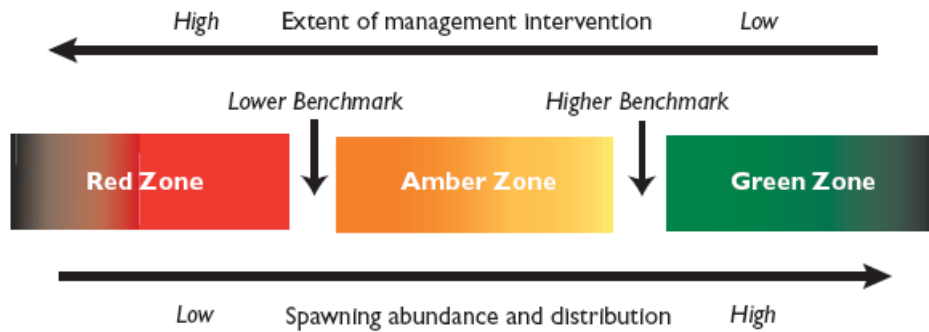 High Extent of management intervention Low
Lower Benchmark Higher Benchmark
Red Zone Amber Zone Green Zone
Low Spawning abundance and distribution High